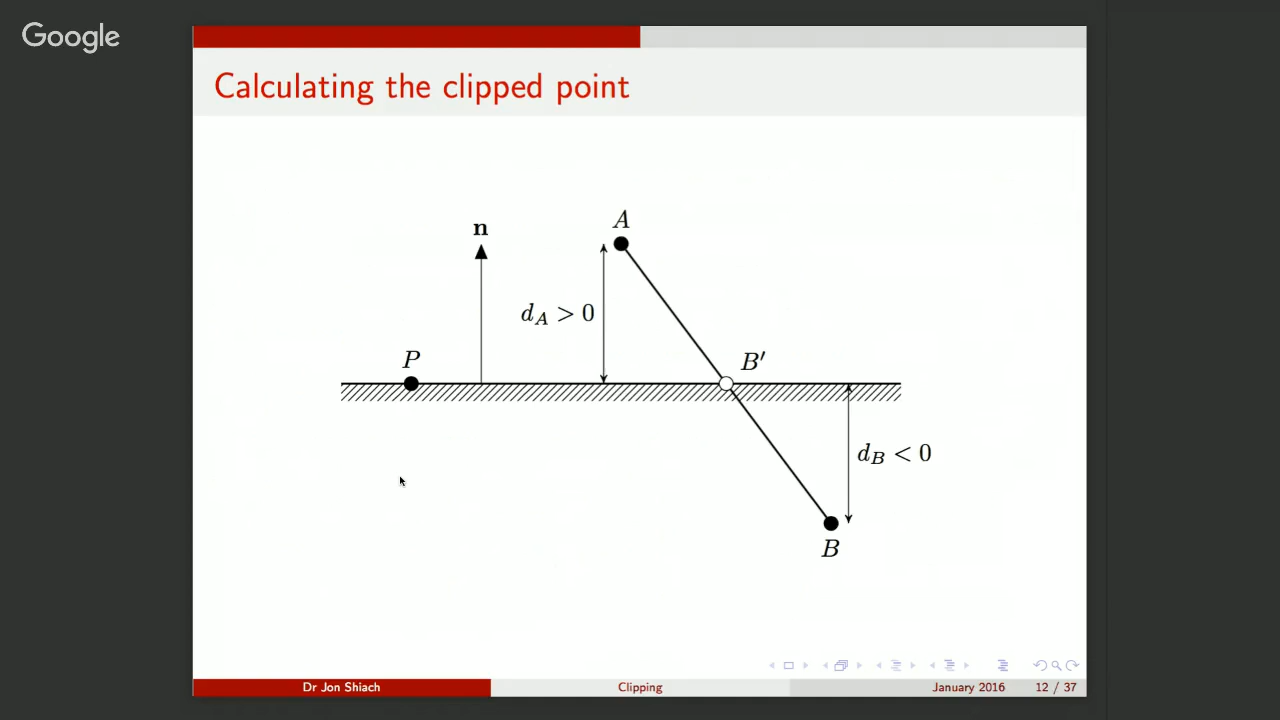 Google
Calculating the clipped point
n
A
d_A > 0
P
B′
d_B < 0
B
Dr Jon Shiach
Clipping
January 2016
12 / 37